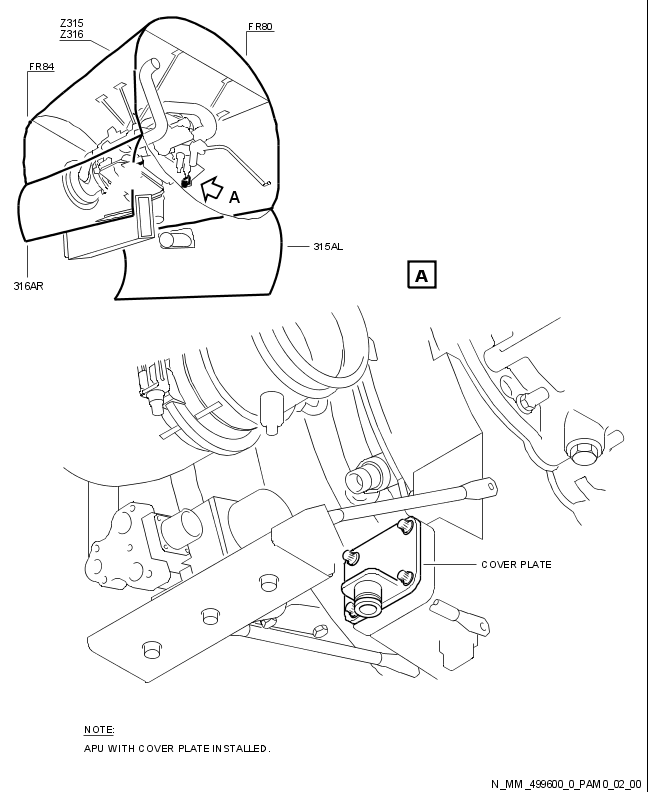 Z315
Z316
FR80
FR84
A
315AL
316AR
A
COVER PLATE
NOTE:
APU WITH COVER PLATE INSTALLED.
N_MM_499600_0_PAM0_02_00